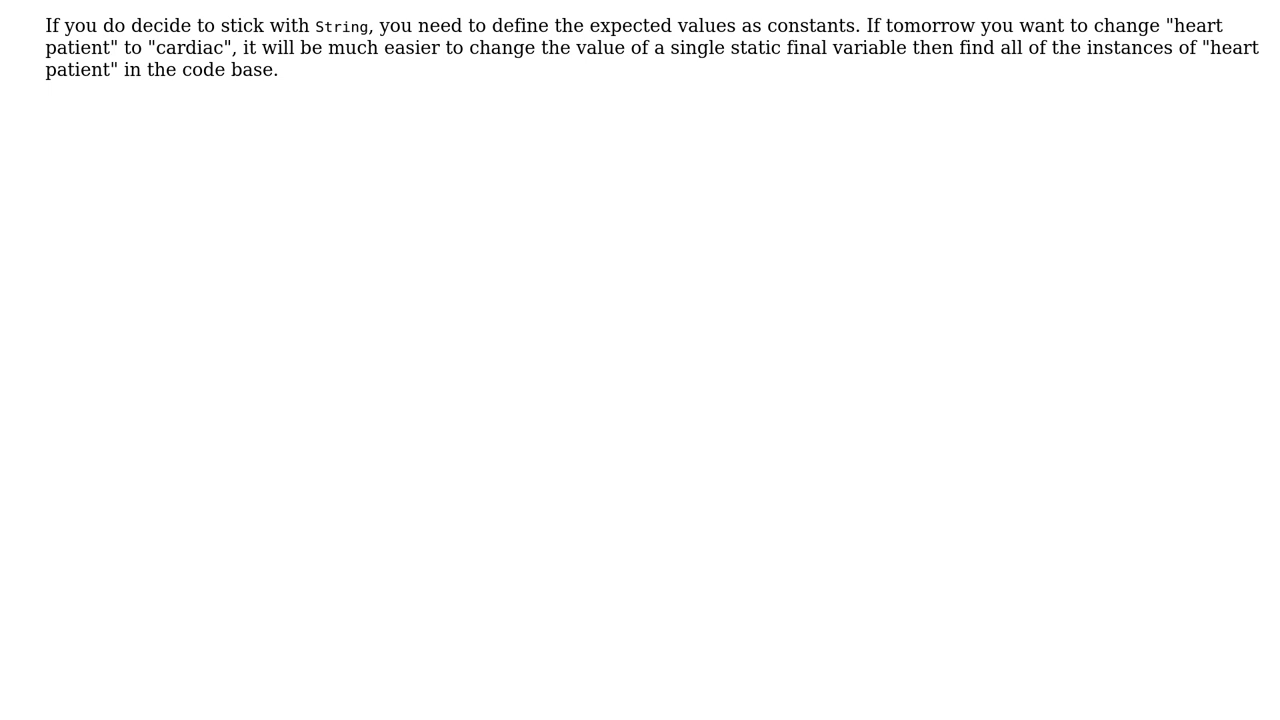 If you do decide to stick with String, you need to define the expected values as constants. If tomorrow you want to change "heart
patient" to "cardiac", it will be much easier to change the value of a single static final variable then find all of the instances of "heart
patient" in the code base.